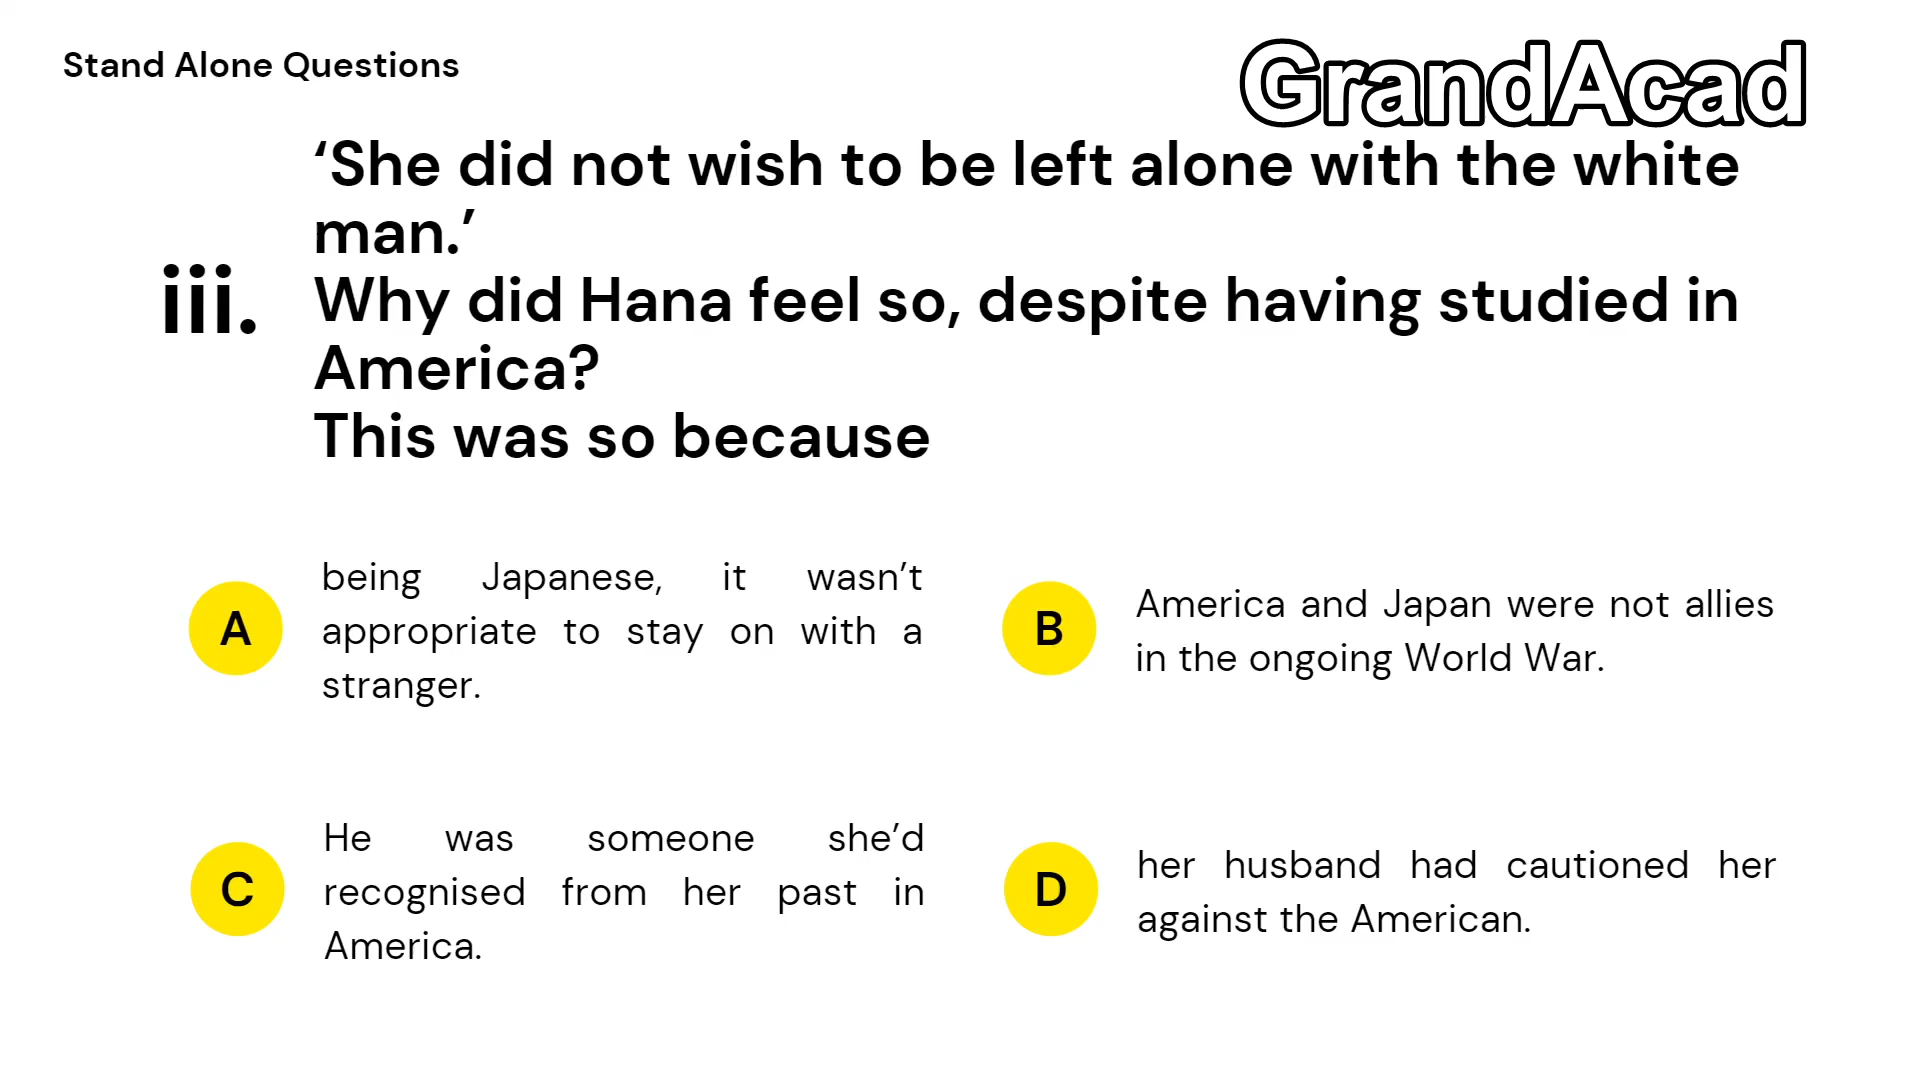 Stand Alone Questions
GrandAcad
‘She did not wish to be left alone with the white
man.’
iii.
Why did Hana feel so, despite having studied in
America?
This was so because
A
being Japanese, it wasn’t
appropriate to stay on with a
stranger.
B
America and Japan were not allies
in the ongoing World War.
C
He was someone she’d
recognised from her past in
America.
D
her husband had cautioned her
against the American.